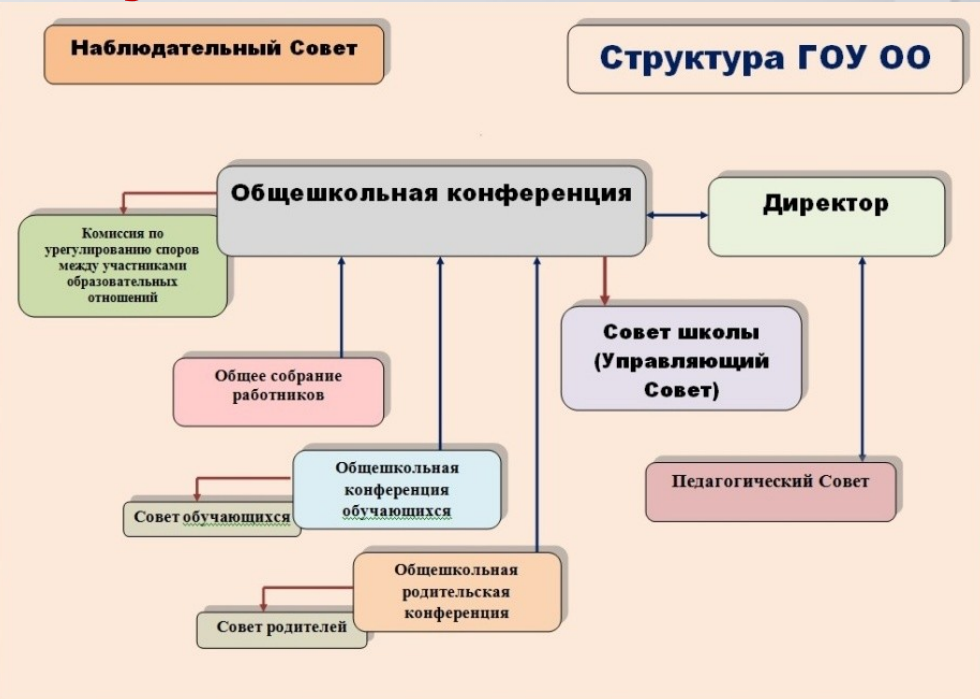 Наблюдательный Совет
Структура ГОУ ОО
Общешкольная конференция
Директор
Комиссия по
урегулированию споров
между участниками
образовательных
отношений
Совет школы
(Управляющий
Совет)
Общее собрание
работников
Общешкольная
конференция
обучающихся
Педагогический Совет
Совет обучающихся
Общешкольная
родительская
конференция
Совет родителей